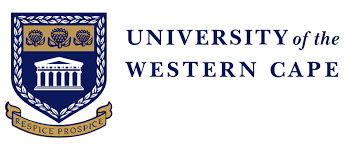 UNIVERSITY of the
WESTERN CAPE
RESPICE PROSPICE